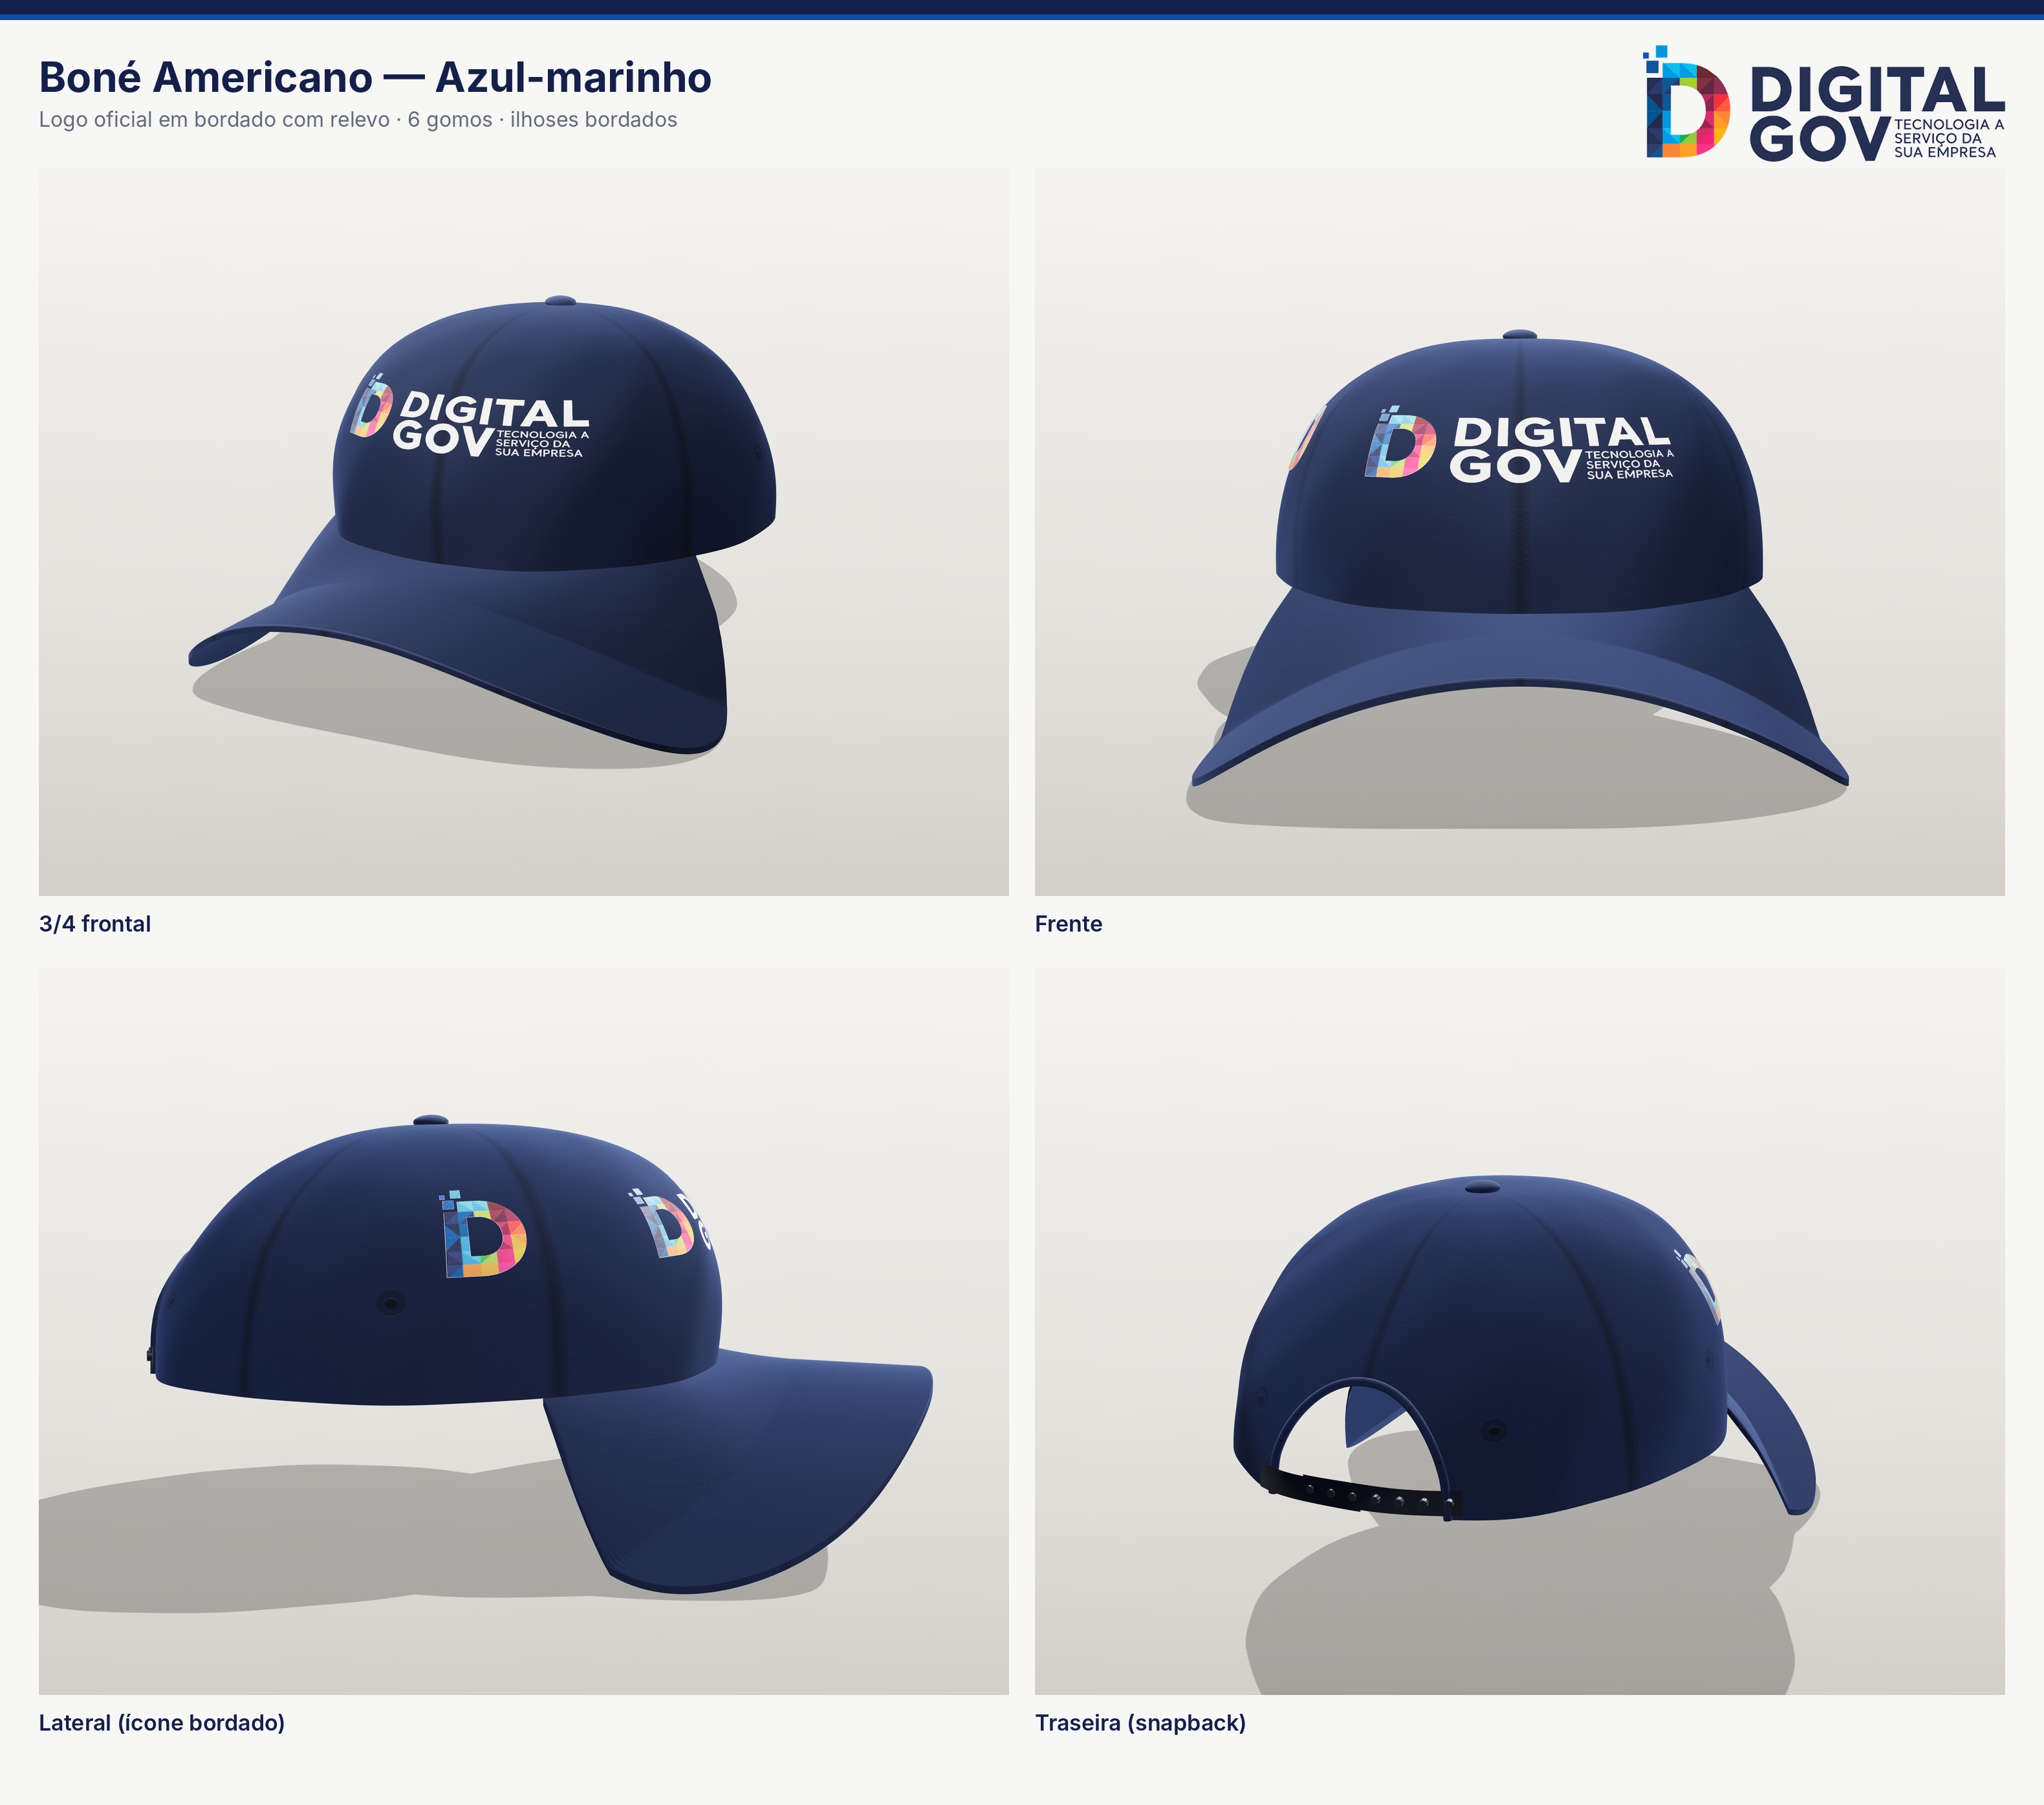 Boné Americano — Azul-marinho
Logo oficial em bordado com relevo · 6 gomos · ilhoses bordados
DIGITAL
GOV
TECNOLOGIA A
SERVIÇO DA
SUA EMPRESA
DIGITAL
GOV
TECNOLOGIA A
SERVIÇO DA
SUA EMPRESA
DIGITAL
GOV
TECNOLOGIA A
SERVIÇO DA
SUA EMPRESA
3/4 frontal
Frente
D
D
Lateral (ícone bordado)
Traseira (snapback)